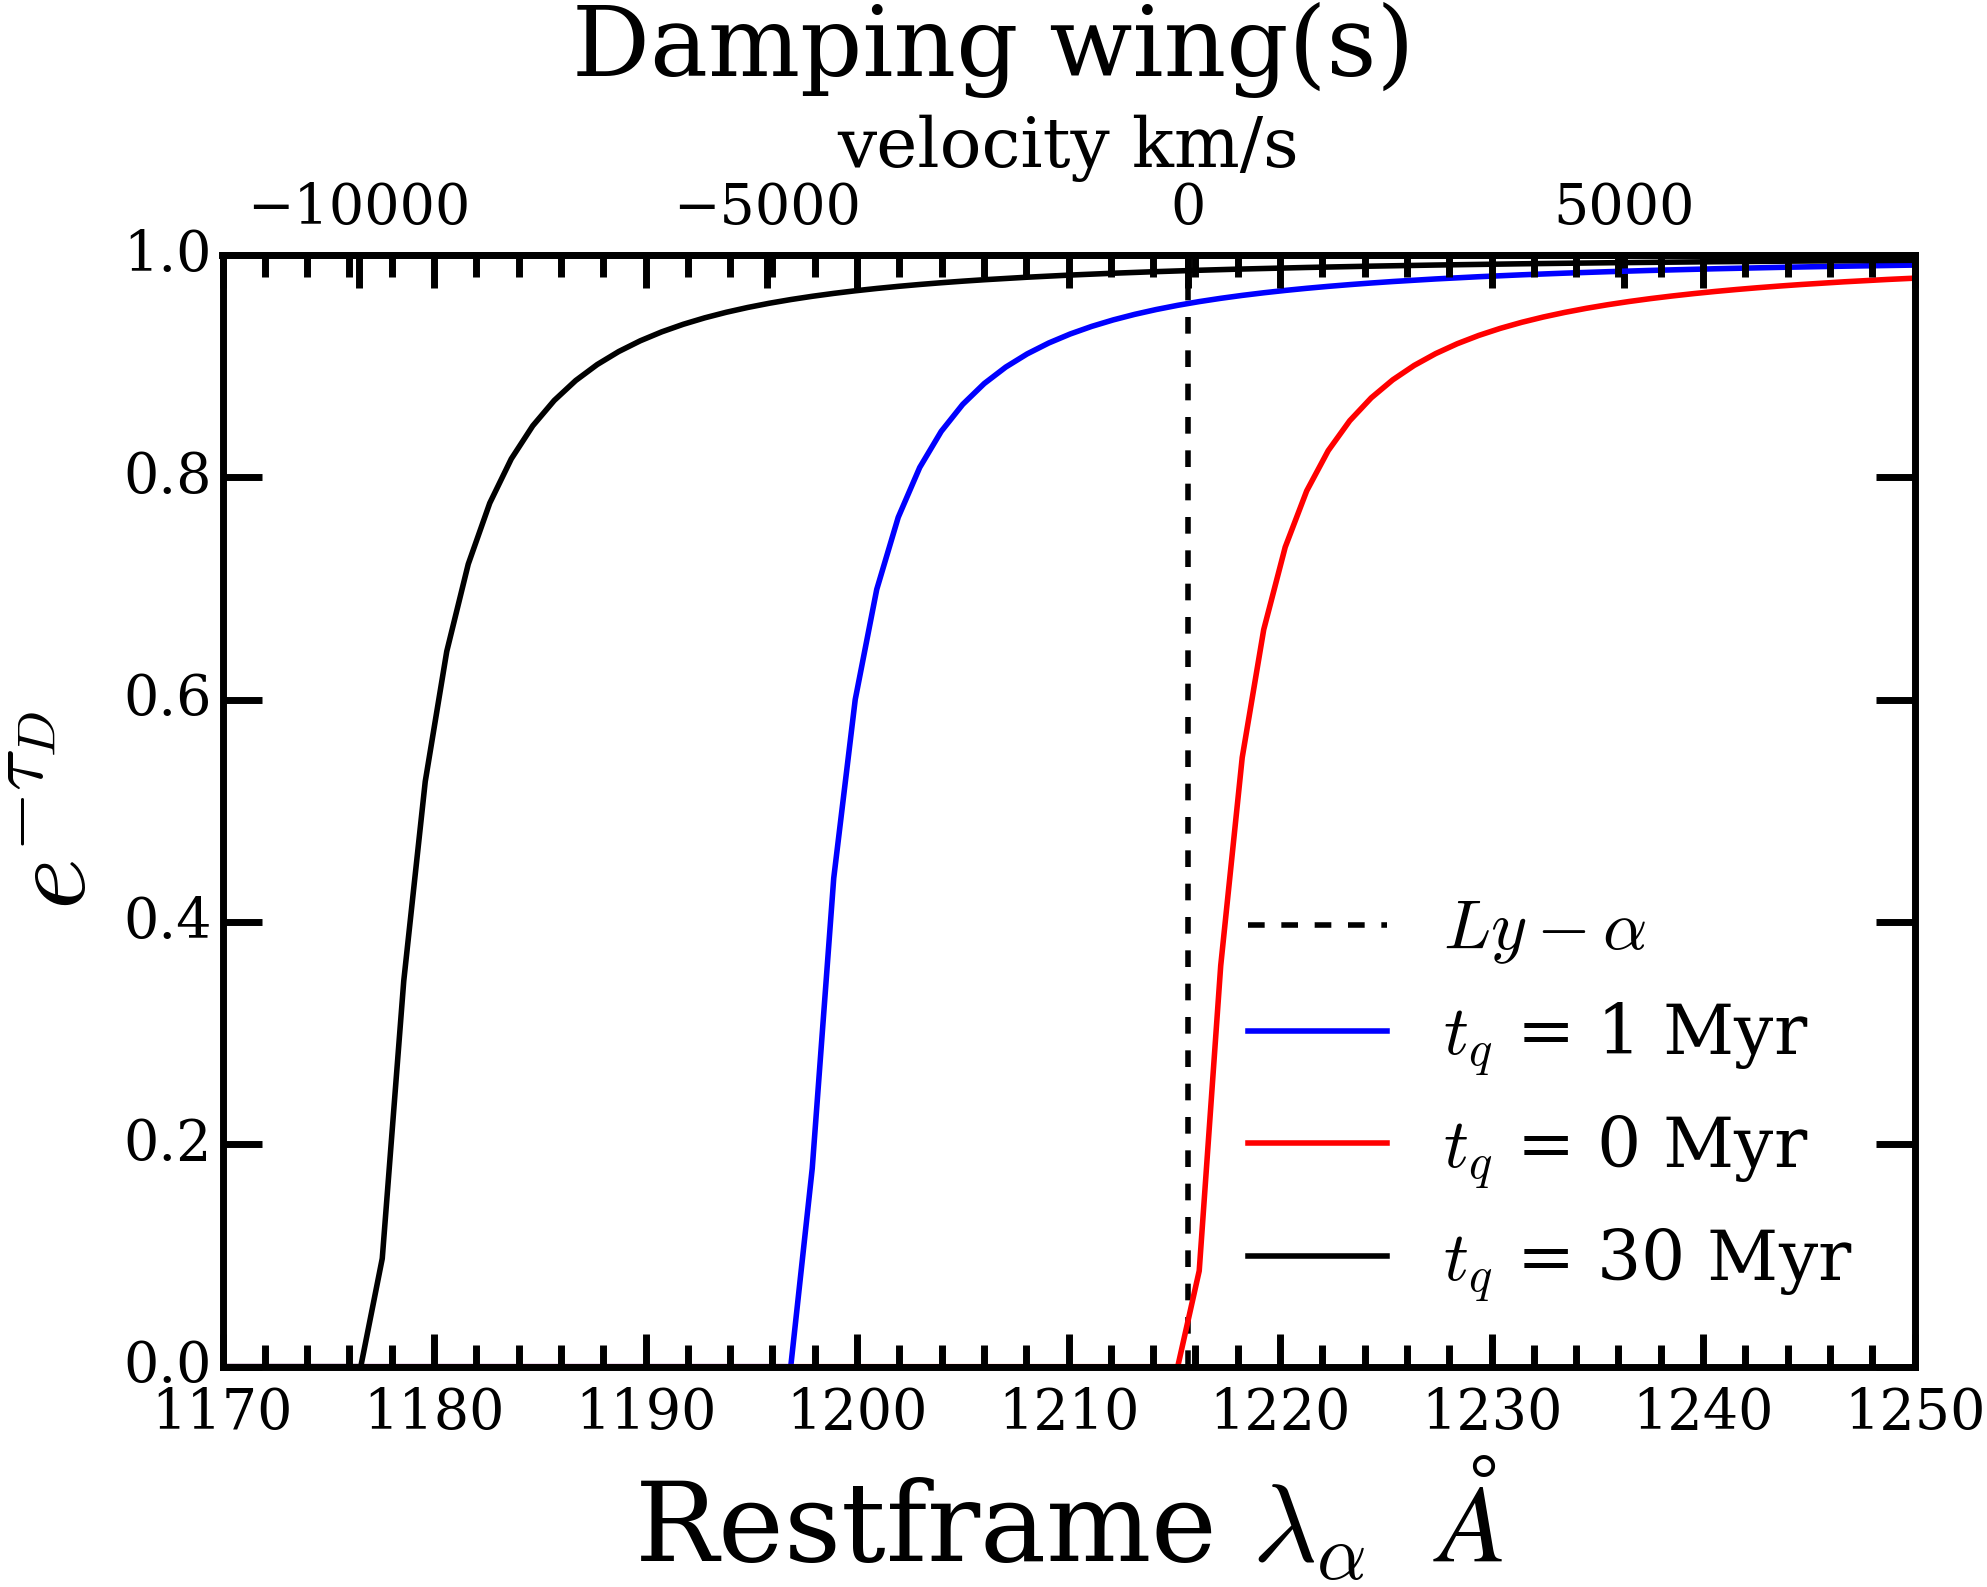 Damping wing(s)
velocity km/s
−10000 −5000 0 5000
1.0
0.8
0.6
0.4
0.2
0.0
e^{−τ_D}
Ly − α
t_q = 1 Myr
t_q = 0 Myr
t_q = 30 Myr
1170 1180 1190 1200 1210 1220 1230 1240 1250
Restframe λ_α Å